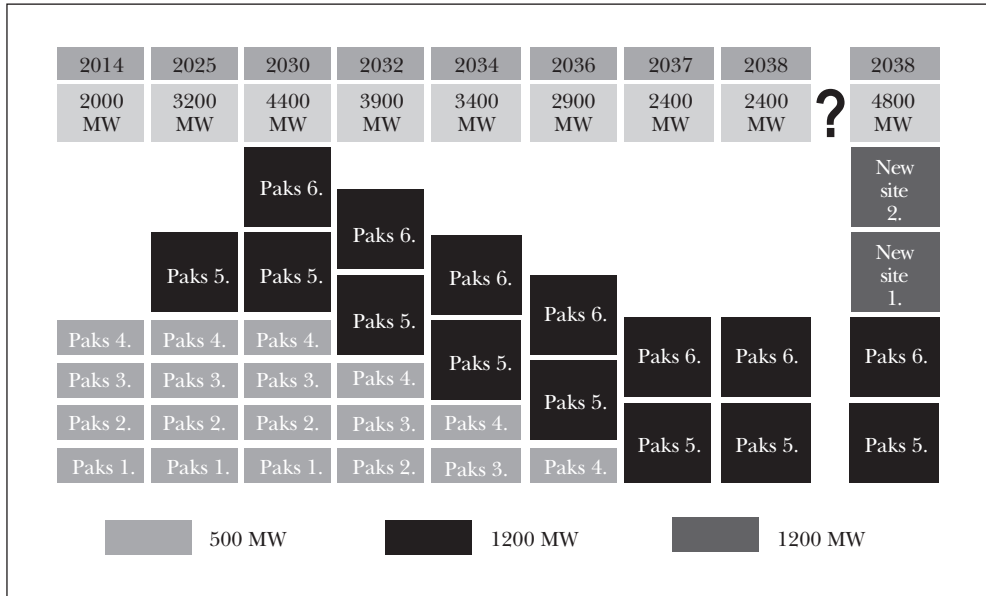 2014 2025 2030 2032 2034 2036 2037 2038 2038
2000 3200 4400 3900 3400 2900 2400 2400 ? 4800
MW MW MW MW MW MW MW MW MW
New
site
2.
Paks 6.
Paks 6.
New
site
1.
Paks 5. Paks 5.
Paks 6.
Paks 6.
Paks 5.
Paks 4. Paks 4. Paks 4.
Paks 5.
Paks 6. Paks 6. Paks 6.
Paks 3. Paks 3. Paks 3. Paks 4.
Paks 5.
Paks 2. Paks 2. Paks 2. Paks 3. Paks 4.
Paks 5. Paks 5. Paks 5.
Paks 1. Paks 1. Paks 1. Paks 2. Paks 3. Paks 4.
500 MW 1200 MW 1200 MW